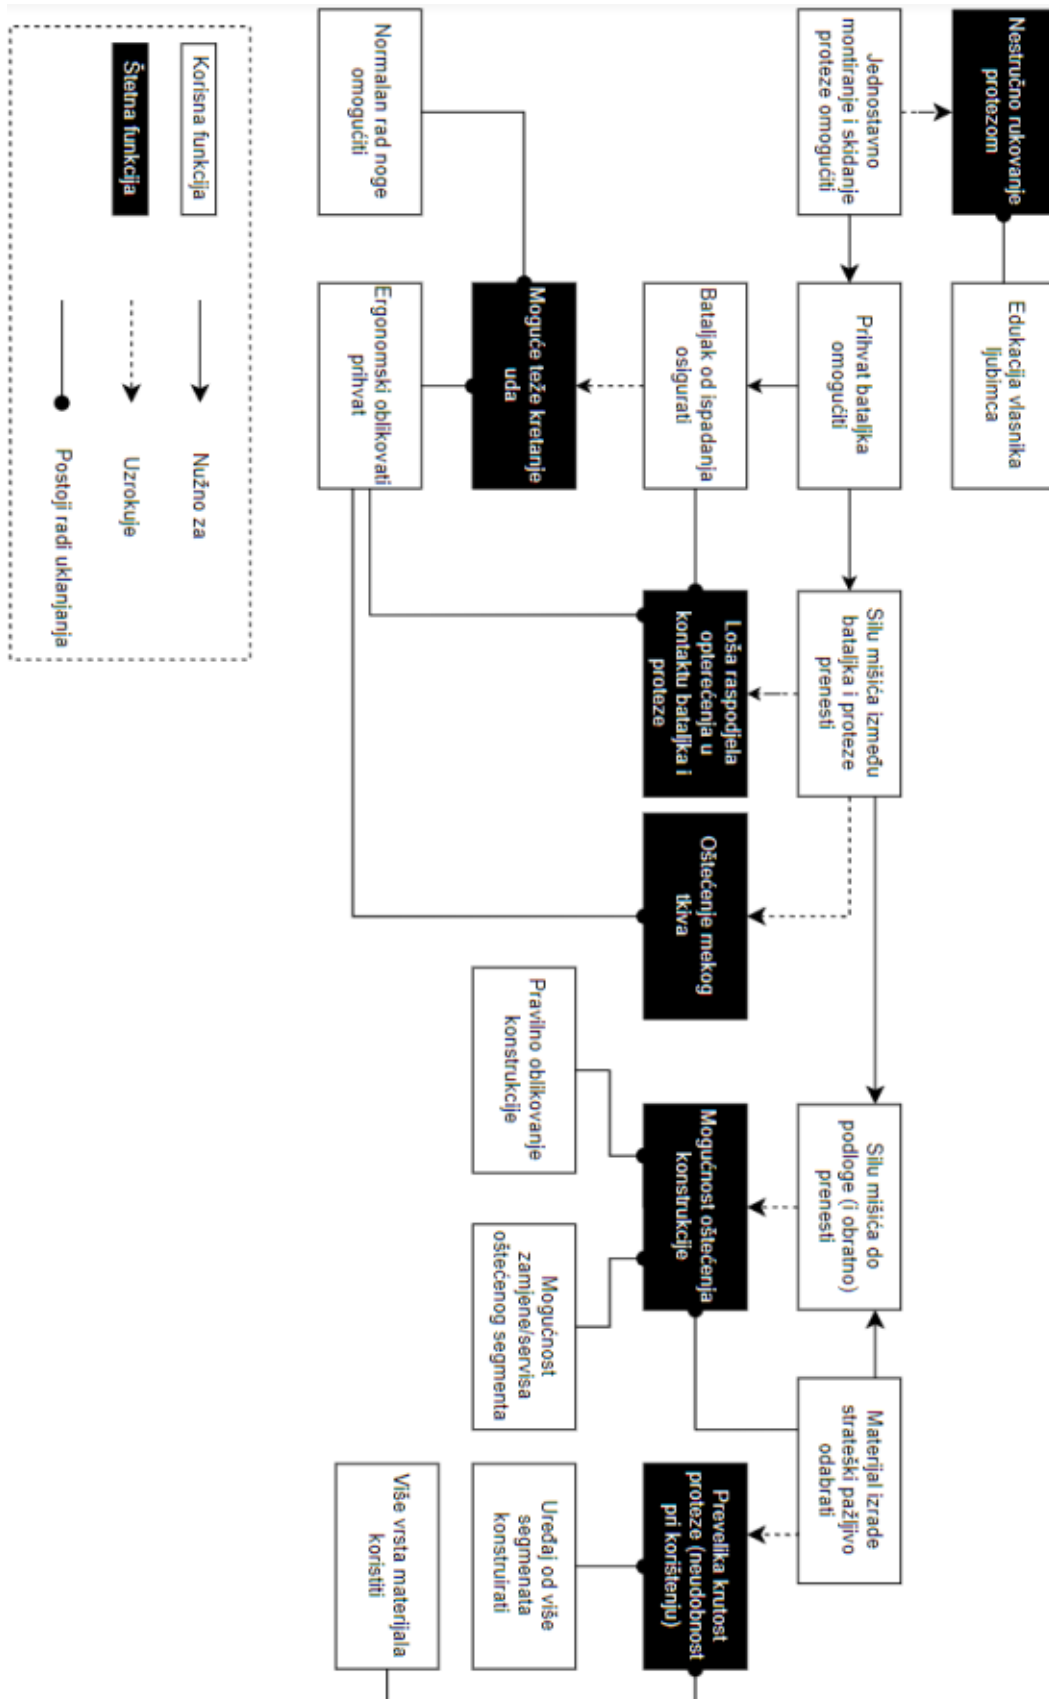 Nestručno rukovanje
protezom
Edukacija vlasnika
ljubimca
Jednostavno
montiranje i skidanje
proteze omogućiti
Prihvat bataljka
omogućiti
Silu mišića između
bataljka i proteze
prenesti
Silu mišića do
podloge (i obratno)
prenesti
Materijal izrade
strateški pažljivo
odabrati
Bataljak od ispadanja
osigurati
Loša raspodjela
opterećenja u
kontaktu bataljka i
proteze
Oštećenje mekog
tkiva
Mogućnost oštećenja
konstrukcije
Prevelika krutost
proteze (neudobnost
pri korištenju)
Moguće teže kretanje
uda
Pravilno oblikovanje
konstrukcije
Mogućnost
zamjene/servisa
oštećenog segmenta
Uređaj od više
segmenata
konstruirati
Normalan rad noge
omogućiti
Ergonomski oblikovati
prihvat
Više vrsta materijala
koristiti
Korisna funkcija
Nužno za
Štetna funkcija
Uzrokuje
Postoji radi uklanjanja